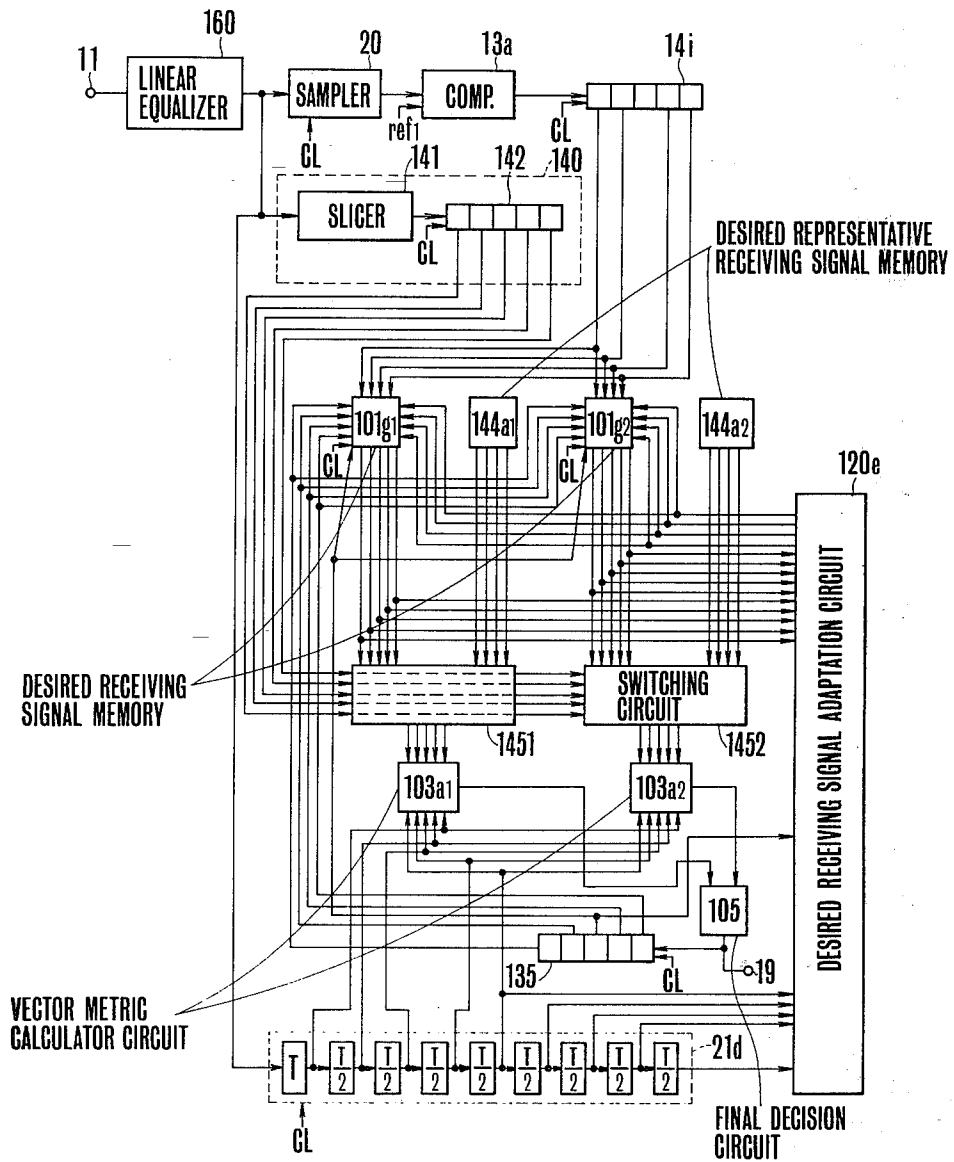 160
11
LINEAR
EQUALIZER
20
SAMPLER
CL
13a
COMP.
ref1
14i
CL
141
142
140
SLICER
CL
DESIRED REPRESENTATIVE
RECEIVING SIGNAL MEMORY
101g1
144a1
101g2
144a2
CL
CL
120e
DESIRED RECEIVING SIGNAL ADAPTATION CIRCUIT
DESIRED RECEIVING
SIGNAL MEMORY
SWITCHING
CIRCUIT
1451
1452
103a1
103a2
105
135
CL
19
VECTOR METRIC
CALCULATOR CIRCUIT
21d
T
T/2
T/2
T/2
T/2
T/2
T/2
T/2
T/2
CL
FINAL DECISION
CIRCUIT